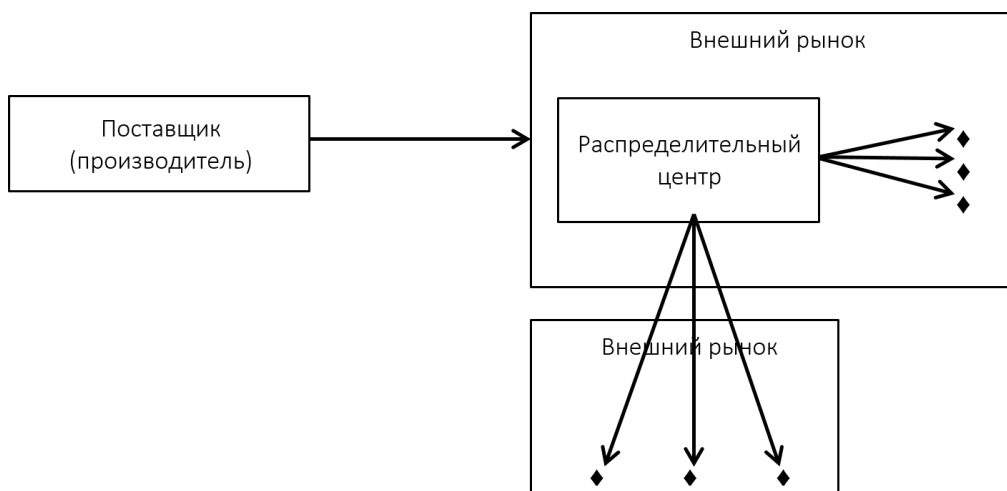 Внешний рынок
Поставщик
(производитель)
Распределительный
центр
Внешний рынок